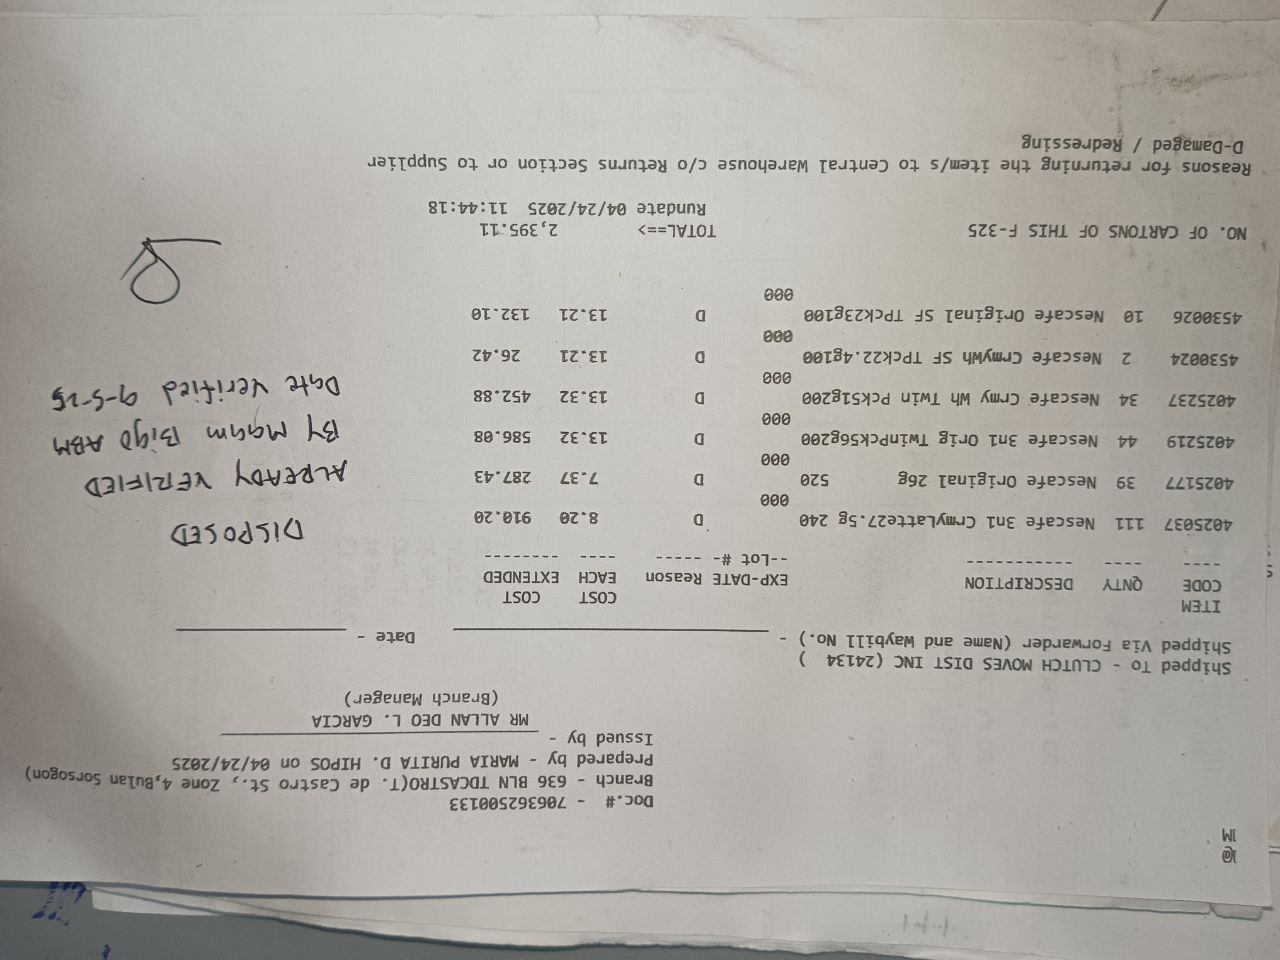 J@
JM
Doc.# - 706362500133
Branch - 636 BLN TDCASTRO(T. de Castro St., Zone 4,Bulan Sorsogon)
Prepared by - MARIA PURITA D. HIPOS on 04/24/2025
Issued by -
MR ALLAN DEO L. GARCIA
(Branch Manager)
Shipped To - CLUTCH MOVES DIST INC (24134 )
Shipped Via Forwarder (Name and Waybill No.) - Date -
ITEM COST COST
CODE QNTY DESCRIPTION EXP-DATE Reason EACH EXTENDED
---- ---- ------------ --Lot #- ----- ---- --------
4025037 111 Nescafe 3n1 CrmyLatte27.5g 240 D 8.20 910.20
000
4025177 39 Nescafe Original 26g 520 D 7.37 287.43
000
4025219 44 Nescafe 3n1 Orig TwinPck56g200 D 13.32 586.08
000
4025237 34 Nescafe Crmy Wh Twin Pck51g200 D 13.32 452.88
000
4530024 2 Nescafe CrmyWh SF TPck22.4g100 D 13.21 26.42
000
4530026 10 Nescafe Original SF TPck23g100 D 13.21 132.10
000
NO. OF CARTONS OF THIS F-325 TOTAL==> 2,395.11
Rundate 04/24/2025 11:44:18
Reasons for returning the item/s to Central Warehouse c/o Returns Section or to Supplier
D-Damaged / Redressing
DISPOSED
ALREADY VERIFIED
BY Maam Bigo ABM
Date Verified 9-5-25